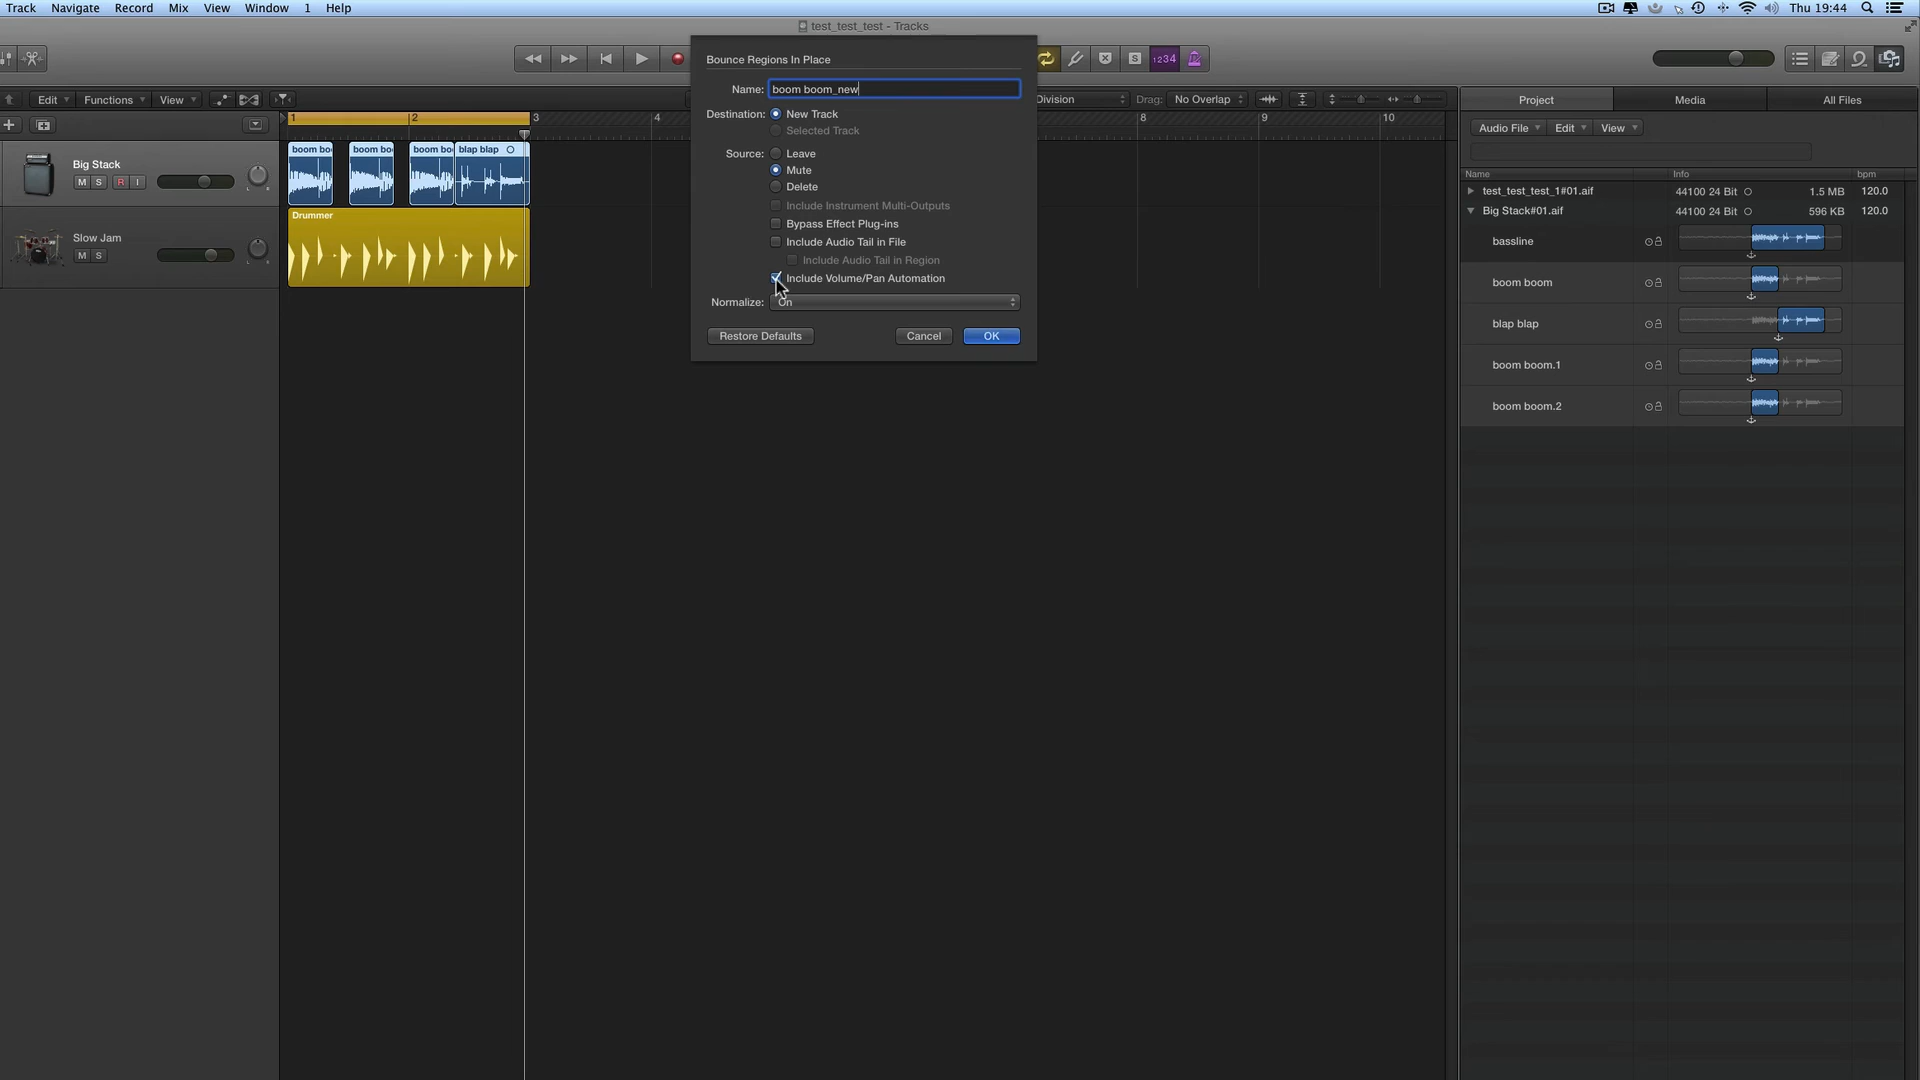 Track Navigate Record Mix View Window 1 Help
Thu 19:44
test_test_test - Tracks
1234
Edit Functions View
Division Drag: No Overlap
Project Media All Files
Audio File Edit View
Name Info bpm
1 2 3 4 8 9 10
Big Stack
M S R I
boom bo boom bo boom bo blap blap
Slow Jam
M S
Drummer
Bounce Regions In Place
Name: boom boom_new
Destination: New Track
Selected Track
Source: Leave
Mute
Delete
Include Instrument Multi-Outputs
Bypass Effect Plug-ins
Include Audio Tail in File
Include Audio Tail in Region
Include Volume/Pan Automation
Normalize: On
Restore Defaults Cancel OK
test_test_test_1#01.aif 44100 24 Bit 1.5 MB 120.0
Big Stack#01.aif 44100 24 Bit 596 KB 120.0
bassline
boom boom
blap blap
boom boom.1
boom boom.2